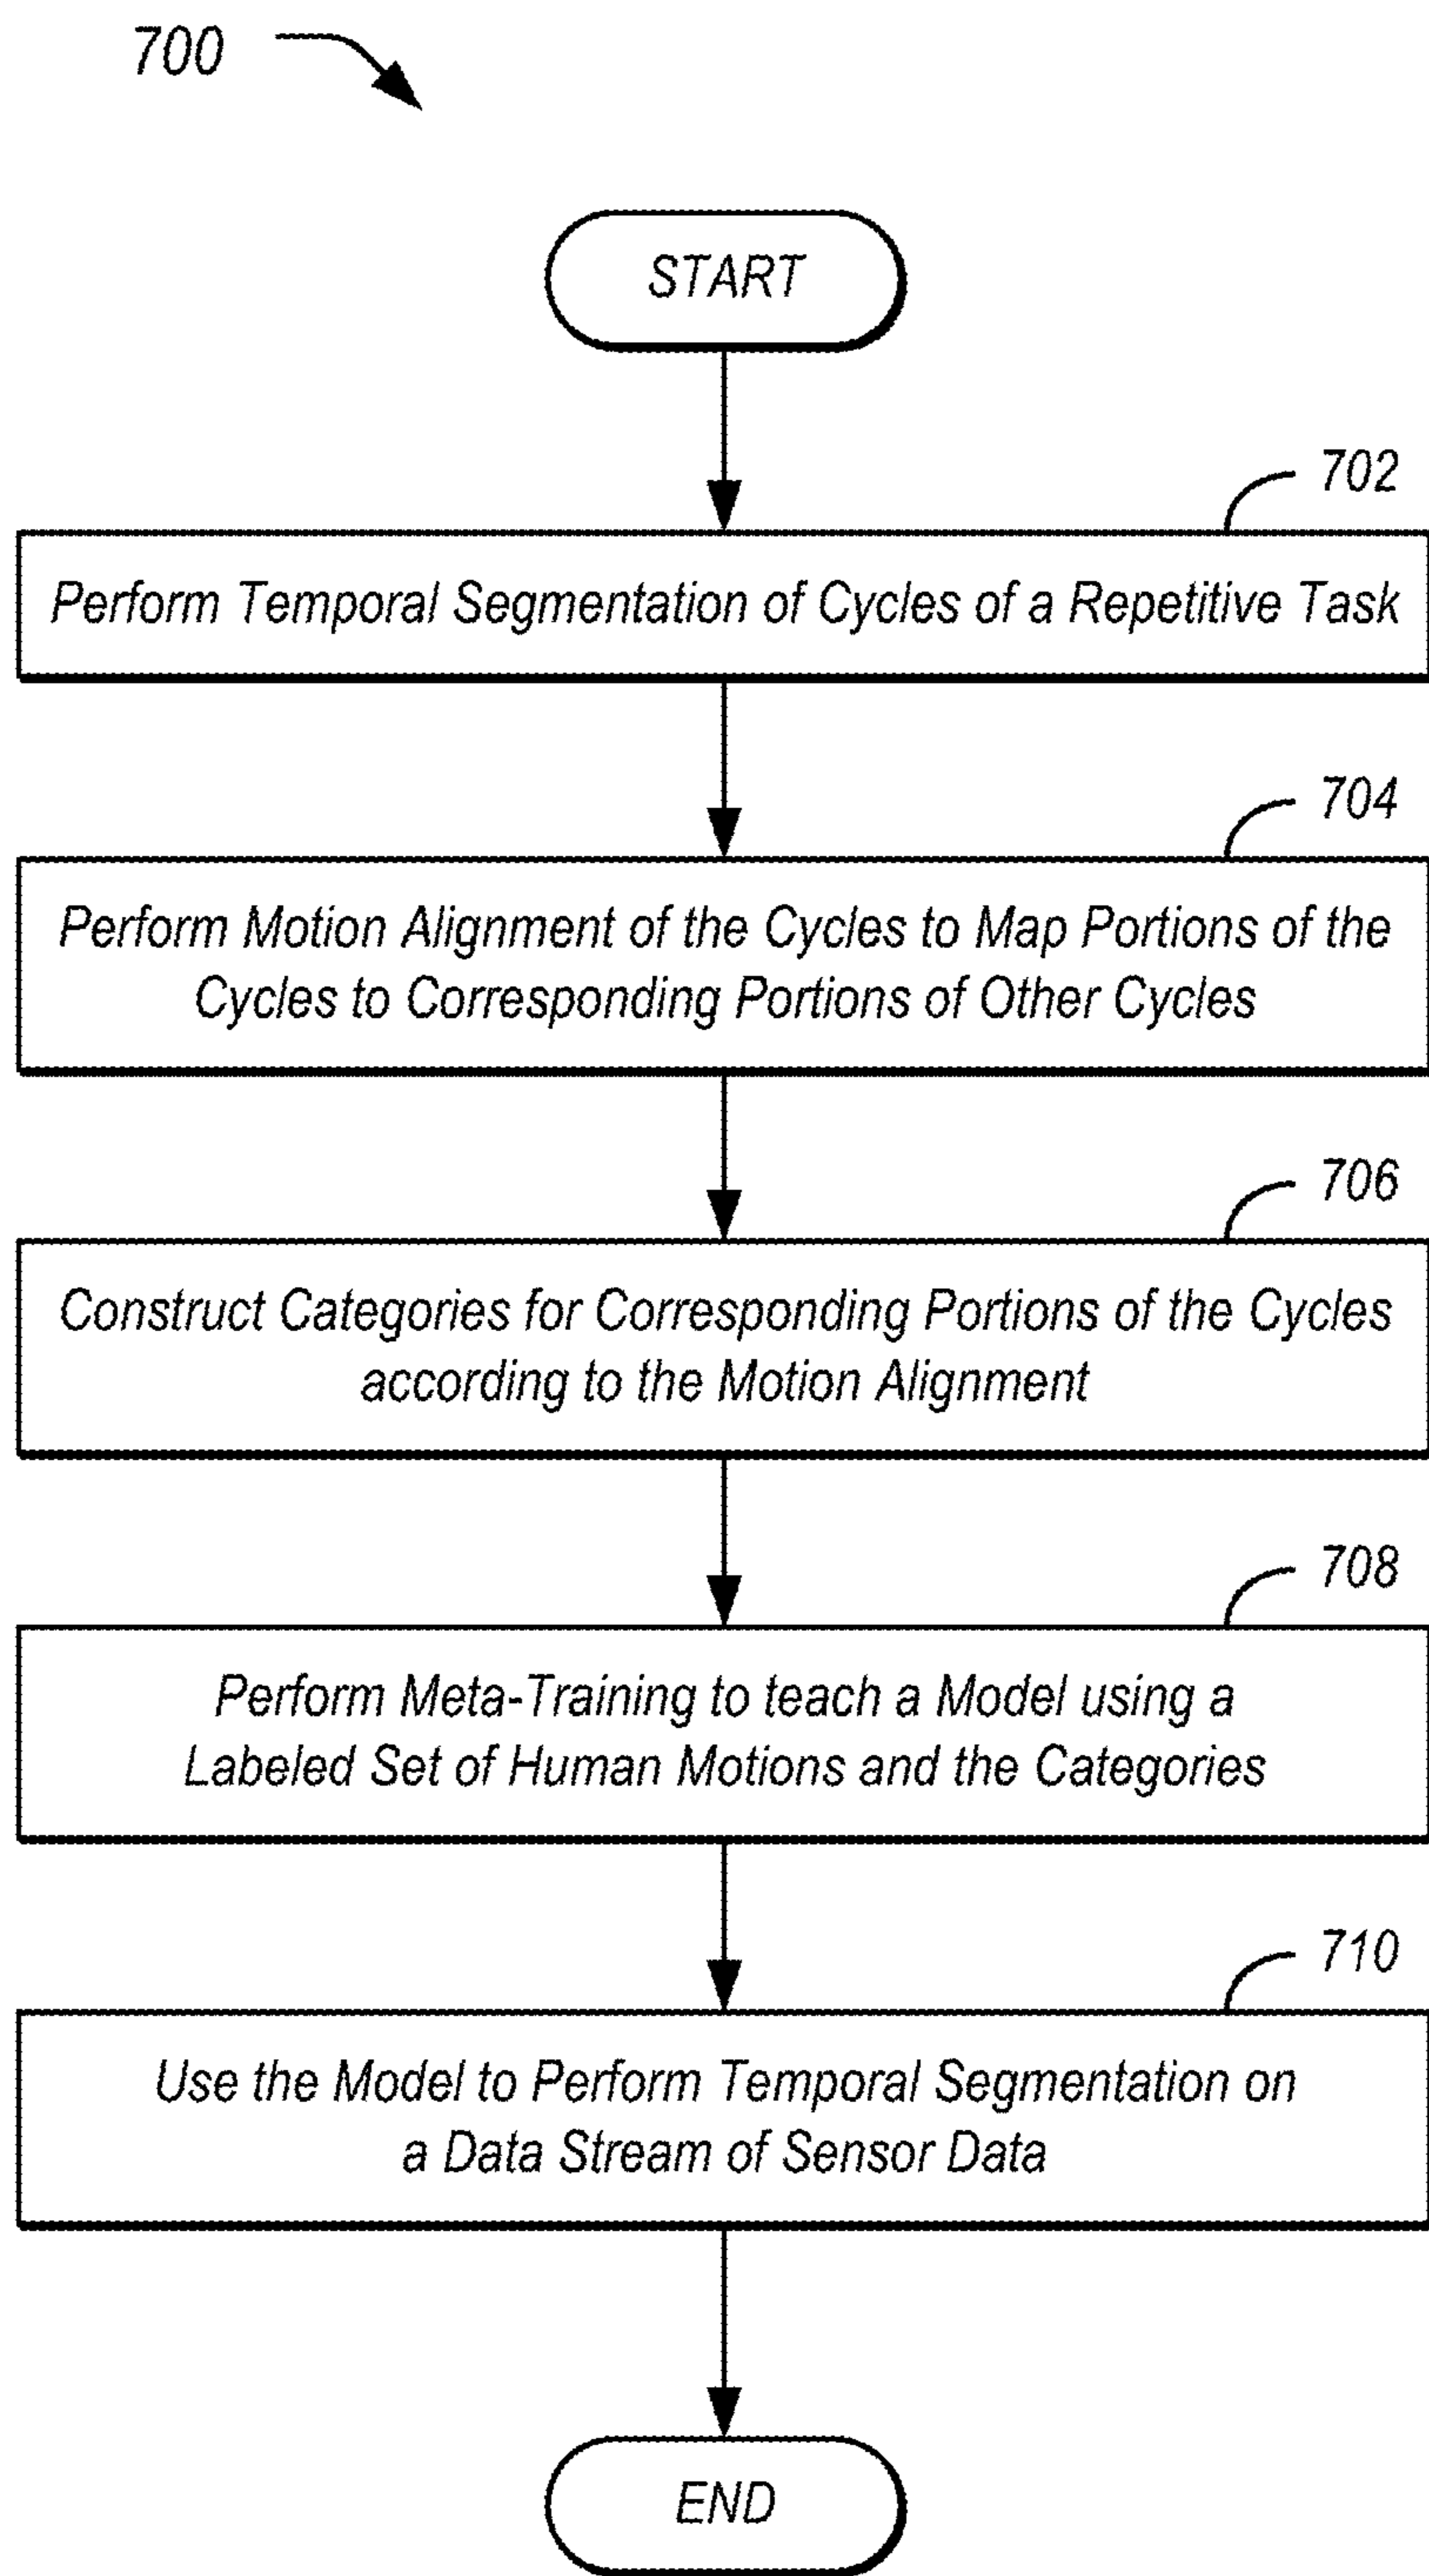 700
START
702
Perform Temporal Segmentation of Cycles of a Repetitive Task
704
Perform Motion Alignment of the Cycles to Map Portions of the
Cycles to Corresponding Portions of Other Cycles
706
Construct Categories for Corresponding Portions of the Cycles
according to the Motion Alignment
708
Perform Meta-Training to teach a Model using a
Labeled Set of Human Motions and the Categories
710
Use the Model to Perform Temporal Segmentation on
a Data Stream of Sensor Data
END